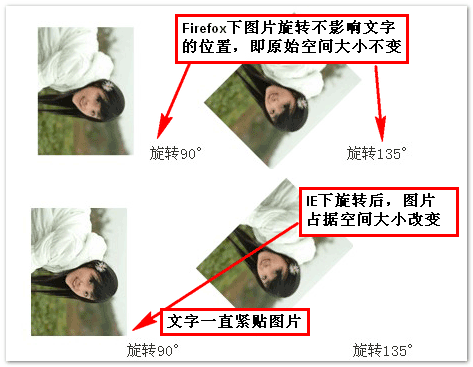 Firefox下图片旋转不影响文字
的位置，即原始空间大小不变
旋转90°
旋转135°
IE下旋转后，图片
占据空间大小改变
文字一直紧贴图片
旋转90°
旋转135°